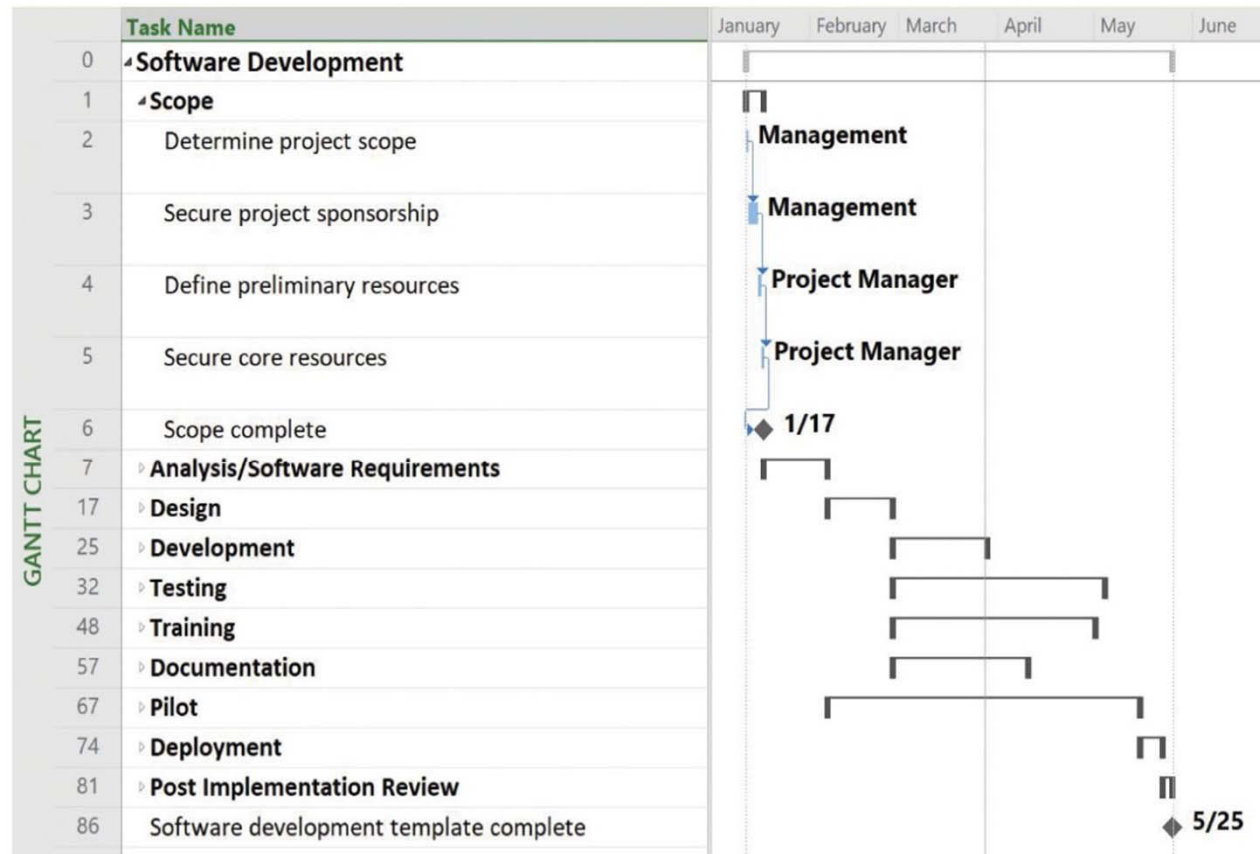 Task Name January February March April May June
0 Software Development
1 Scope
2 Determine project scope Management
3 Secure project sponsorship Management
4 Define preliminary resources Project Manager
5 Secure core resources Project Manager
6 Scope complete 1/17
7 Analysis/Software Requirements
17 Design
25 Development
32 Testing
48 Training
57 Documentation
67 Pilot
74 Deployment
81 Post Implementation Review
86 Software development template complete 5/25
GANTT CHART